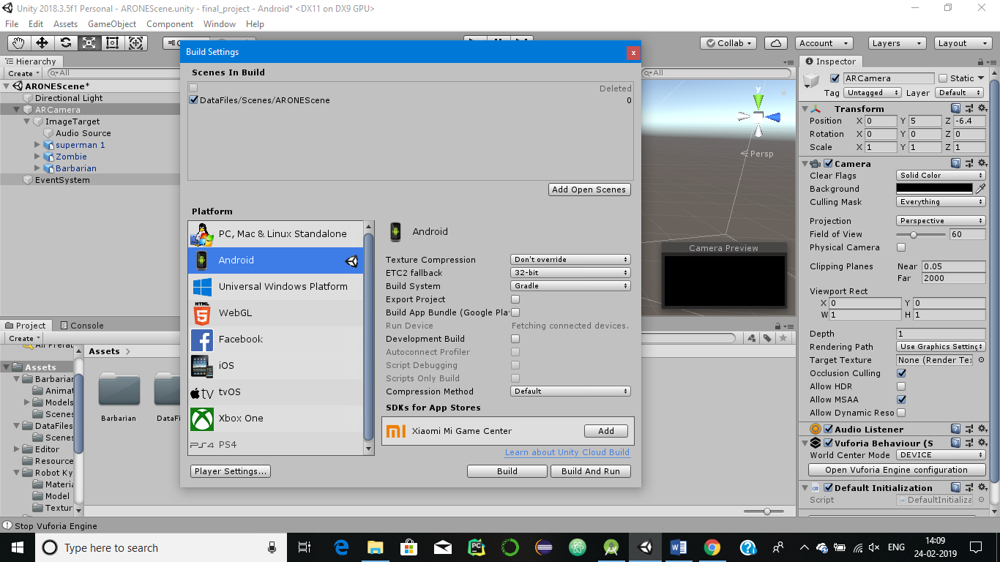 Unity 2018.3.5f1 Personal - ARONEScene.unity - final_project - Android* <DX11 on DX9 GPU>
File Edit Assets GameObject Component Window Help
Collab Account Layers Layout
Hierarchy
Create All
ARONEScene*
Directional Light
ARCamera
ImageTarget
Audio Source
superman 1
Zombie
Barbarian
EventSystem
Build Settings
x
Scenes In Build
Deleted
DataFiles/Scenes/ARONEScene 0
Add Open Scenes
Platform
PC, Mac & Linux Standalone
Android
Universal Windows Platform
HTML
5
WebGL
Facebook
iOS
tv tvOS
Xbox One
PS4
Player Settings...
Android
Texture Compression Don't override
ETC2 fallback 32-bit
Build System Gradle
Export Project
Build App Bundle (Google Pla
Run Device Fetching connected devices.
Development Build
Autoconnect Profiler
Script Debugging
Scripts Only Build
Compression Method Default
SDKs for App Stores
mi Xiaomi Mi Game Center Add
Learn about Unity Cloud Build
Build Build And Run
All
y
Persp
Camera Preview
Inspector
ARCamera Static
Tag Untagged Layer Default
Transform
Position X 0 Y 5 Z -6.4
Rotation X 0 Y 0 Z 0
Scale X 1 Y 1 Z 1
Camera
Clear Flags Solid Color
Background
Culling Mask Everything
Projection Perspective
Field of View 60
Physical Camera
Clipping Planes Near 0.05
Far 2000
Viewport Rect
X 0 Y 0
W 1 H 1
Depth 1
Rendering Path Use Graphics Setting
Target Texture None (Render Te
Occlusion Culling
Allow HDR
Allow MSAA
Allow Dynamic Reso
Audio Listener
Vuforia Behaviour (S
World Center Mode DEVICE
Open Vuforia Engine configuration
Default Initialization
Script DefaultInitializa
Project Console
Create
All Prefab
Assets
Barbarian
Animat
Models
Scenes
DataFiles
Scenes
Editor
Resource
Robot Ky
Materia
Model
Textur
Assets
Barbarian DataFi
Stop Vuforia Engine
Type here to search
ENG
14:09
24-02-2019